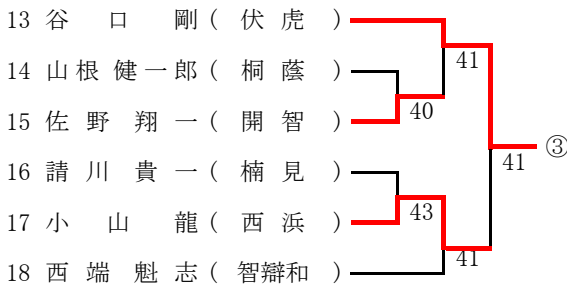 13 谷口 剛 ( 伏虎 )
41
14 山根健一郎 ( 桐蔭 )
40
15 佐野 翔一 ( 開智 )
41 ③
16 請川 貴一 ( 楠見 )
43
17 小山 龍 ( 西浜 )
41
18 西端 魁志 ( 智辯和 )